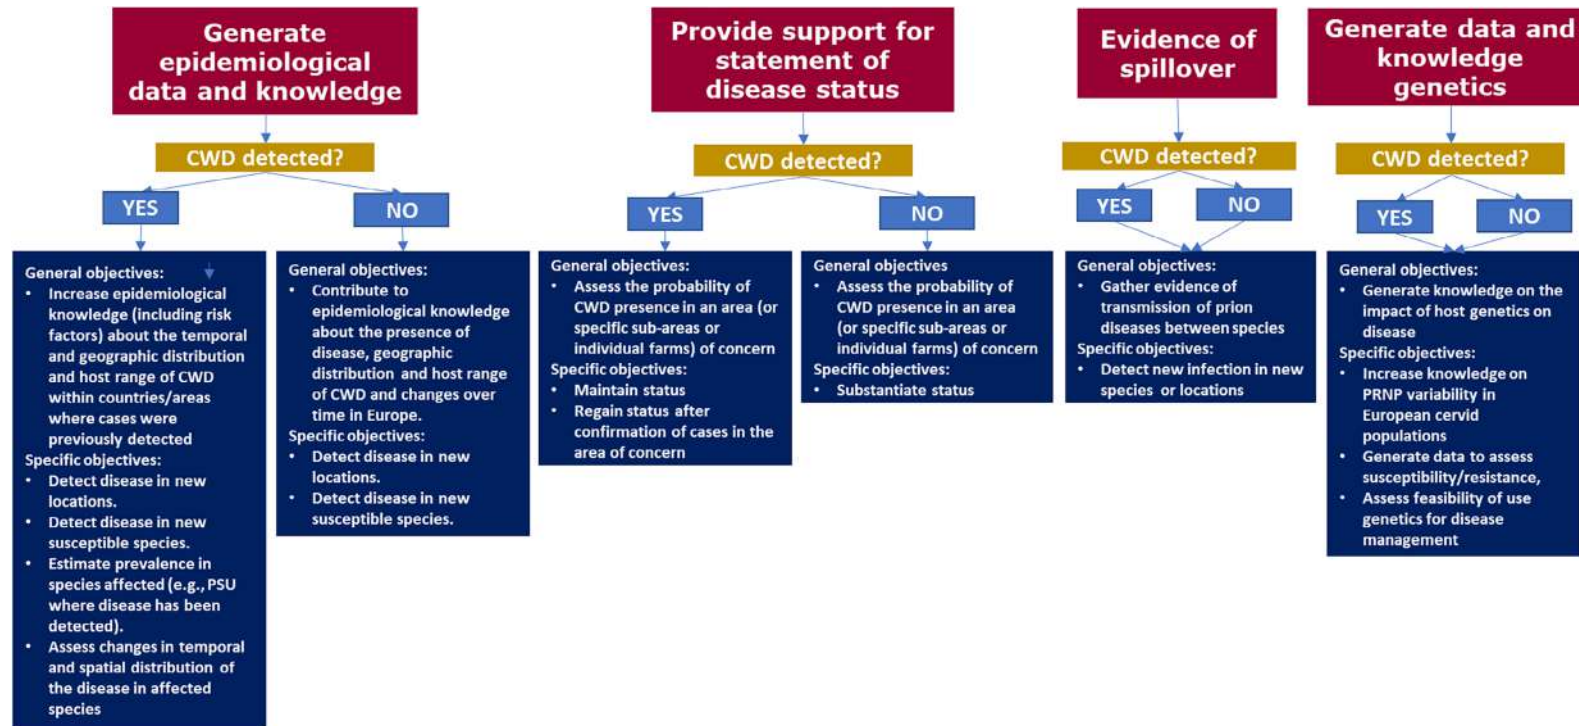 Generate
epidemiological
data and knowledge
CWD detected?
YES
NO
General objectives:
• Increase epidemiological
knowledge (including risk
factors) about the temporal
and geographic distribution
and host range of CWD
within countries/areas
where cases were
previously detected
Specific objectives:
• Detect disease in new
locations.
• Detect disease in new
susceptible species.
• Estimate prevalence in
species affected (e.g., PSU
where disease has been
detected).
• Assess changes in temporal
and spatial distribution of
the disease in affected
species
General objectives:
• Contribute to
epidemiological knowledge
about the presence of
disease, geographic
distribution and host range
of CWD and changes over
time in Europe.
Specific objectives:
• Detect disease in new
locations.
• Detect disease in new
susceptible species.
Provide support for
statement of
disease status
CWD detected?
YES
NO
General objectives:
• Assess the probability of
CWD presence in an area (or
specific sub-areas or
individual farms) of concern
Specific objectives:
• Maintain status
• Regain status after
confirmation of cases in the
area of concern
General objectives
• Assess the probability of
CWD presence in an area
(or specific sub-areas or
individual farms) of concern
Specific objectives:
• Substantiate status
Evidence of
spillover
CWD detected?
YES
NO
General objectives:
• Gather evidence of
transmission of prion
diseases between species
Specific objectives:
• Detect new infection in new
species or locations
Generate data and
knowledge
genetics
CWD detected?
YES
NO
General objectives:
• Generate knowledge on the
impact of host genetics on
disease
Specific objectives:
• Increase knowledge on
PRNP variability in
European cervid
populations
• Generate data to assess
susceptibility/resistance,
• Assess feasibility of use
genetics for disease
management